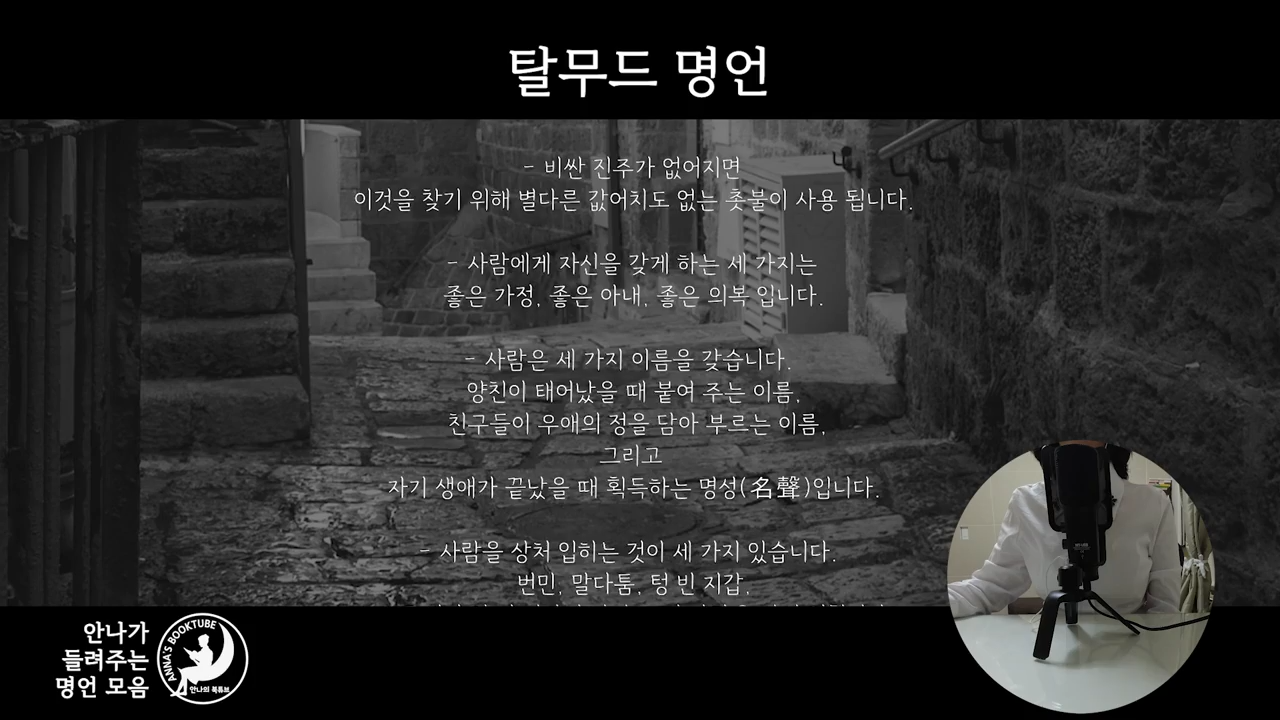 탈무드 명언
- 비싼 진주가 없어지면
이것을 찾기 위해 별다른 값어치도 없는 촛불이 사용 됩니다.
- 사람에게 자신을 갖게 하는 세 가지는
좋은 가정, 좋은 아내, 좋은 의복 입니다.
- 사람은 세 가지 이름을 갖습니다.
양친이 태어났을 때 붙여 주는 이름,
친구들이 우애의 정을 담아 부르는 이름,
그리고
자기 생애가 끝났을 때 획득하는 명성(名聲)입니다.
- 사람을 상처 입히는 것이 세 가지 있습니다.
번민, 말다툼, 텅 빈 지갑,
안나가
들려주는
명언 모음
ANNA'S BOOKTUBE
안나의 북튜브